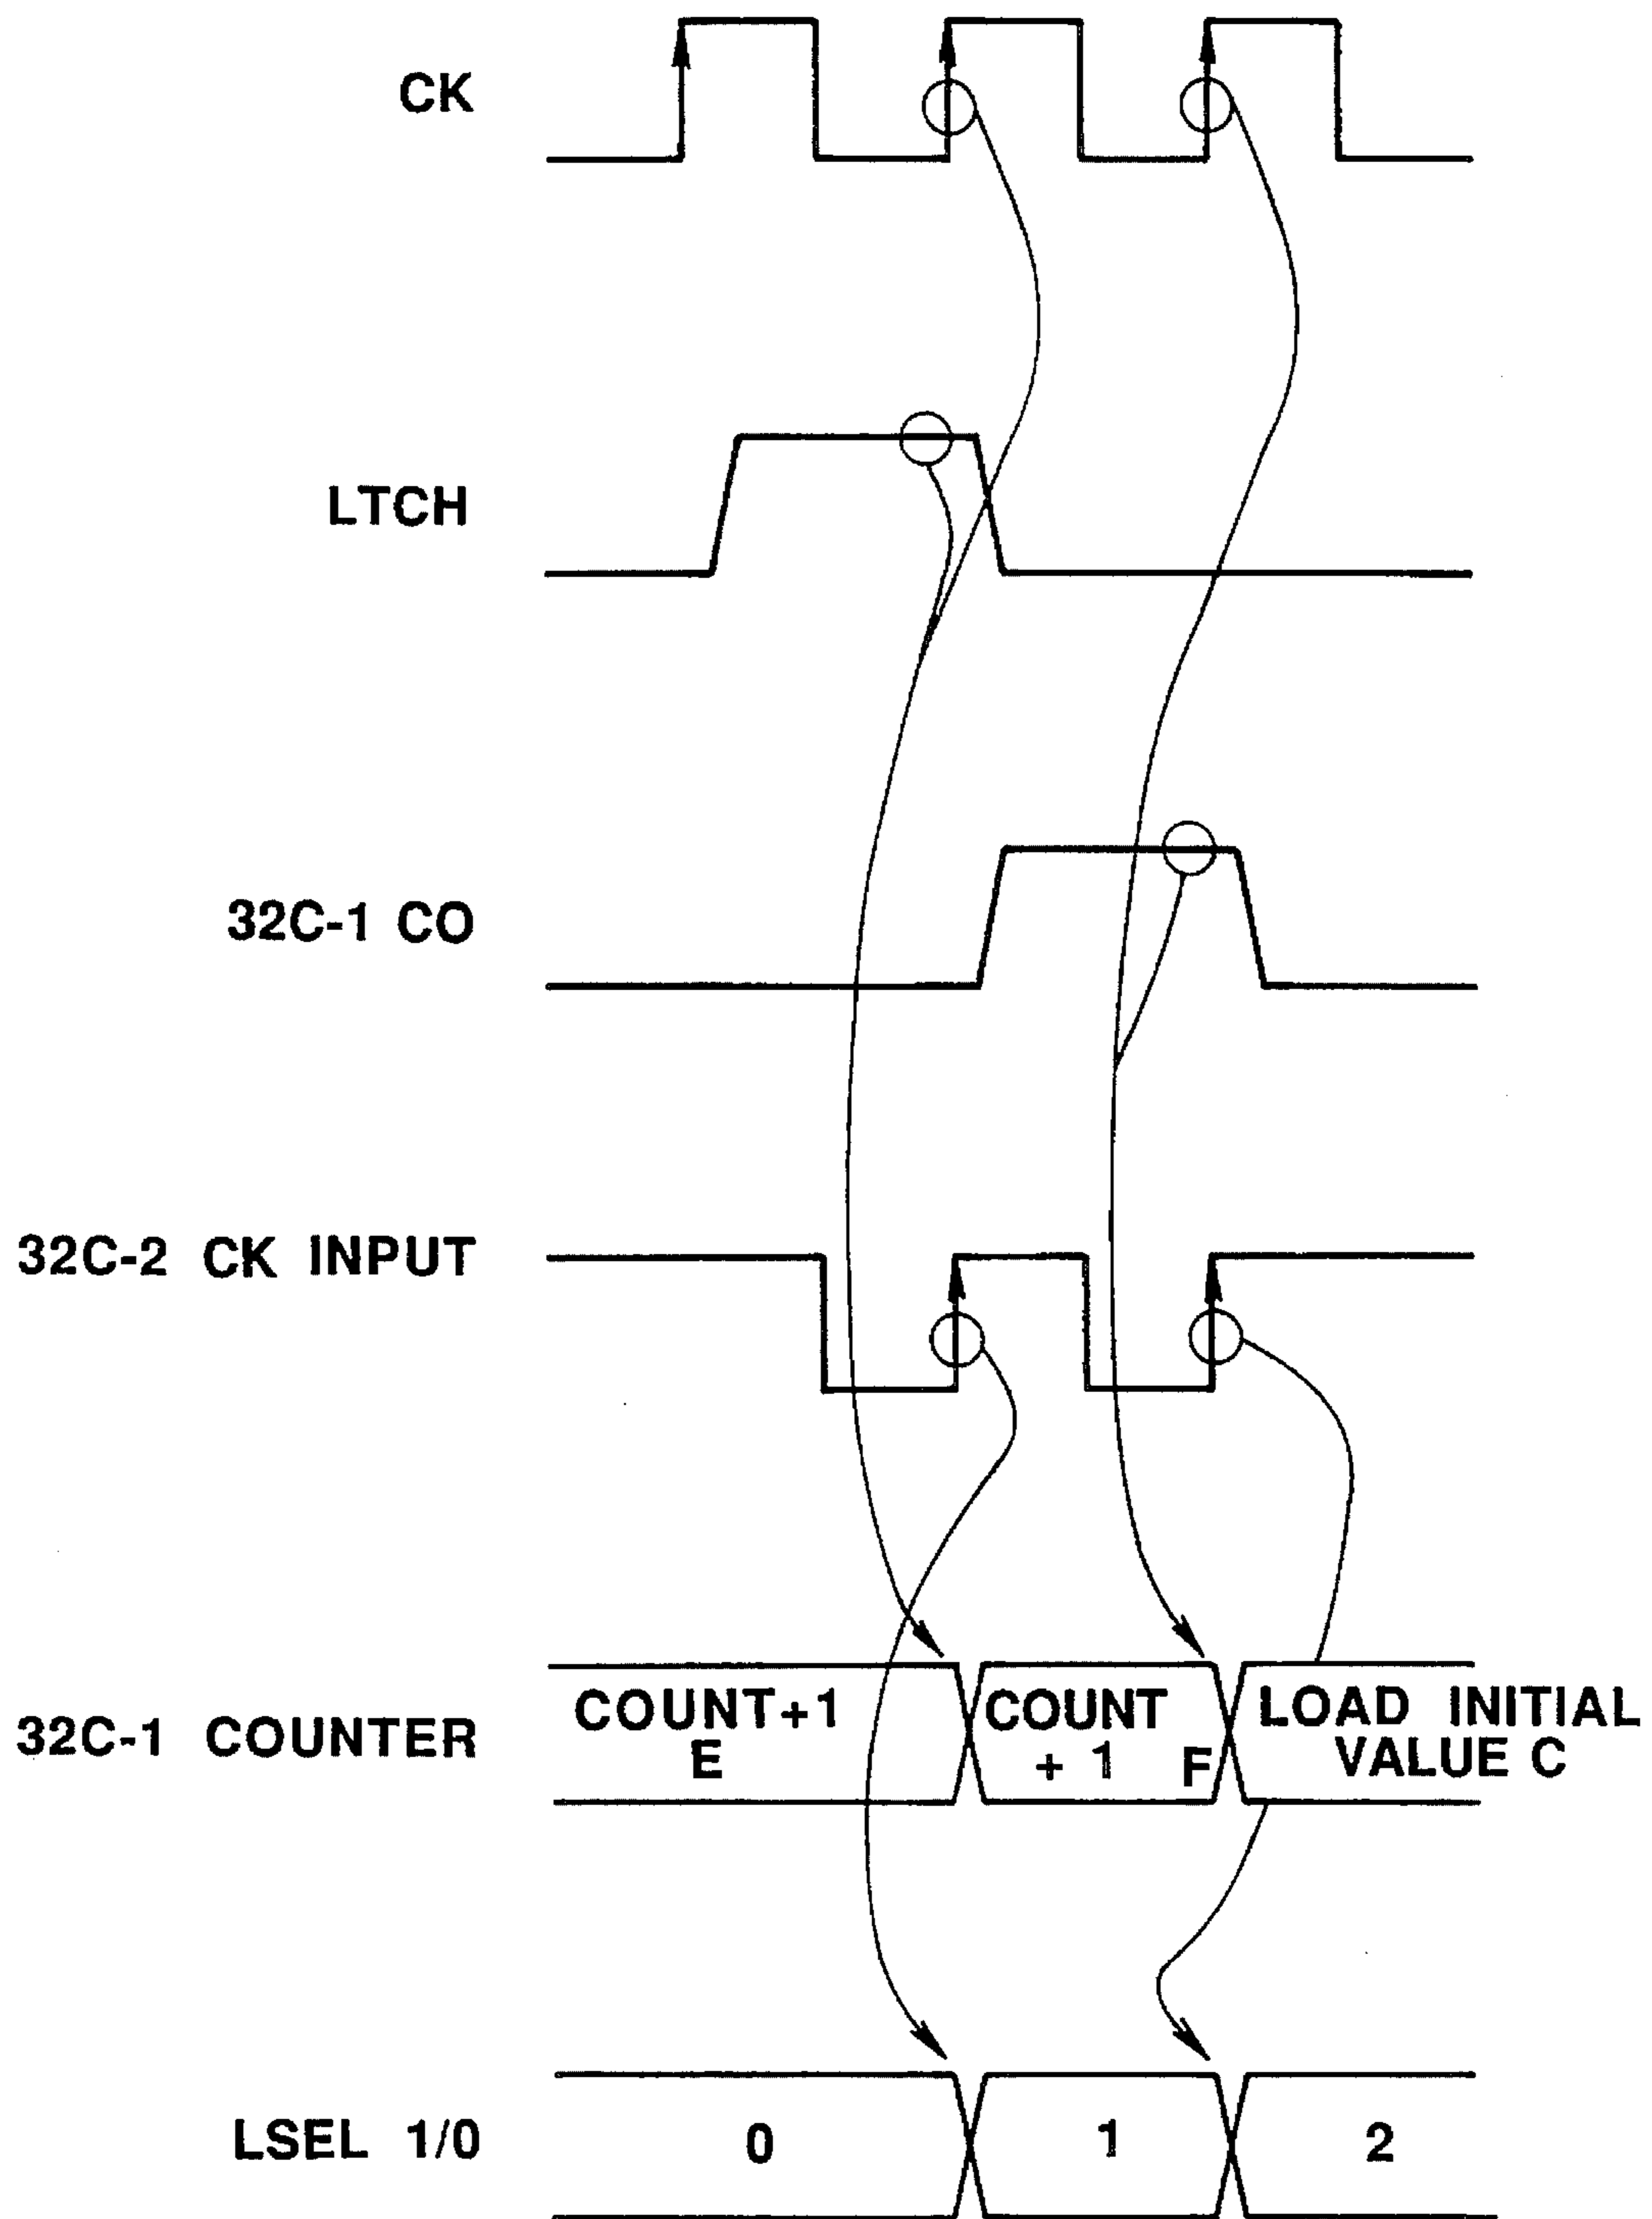 CK
LTCH
32C-1 CO
32C-2 CK INPUT
32C-1 COUNTER
COUNT+1
E
COUNT
+ 1 F
LOAD INITIAL
VALUE C
LSEL 1/0
0
1
2